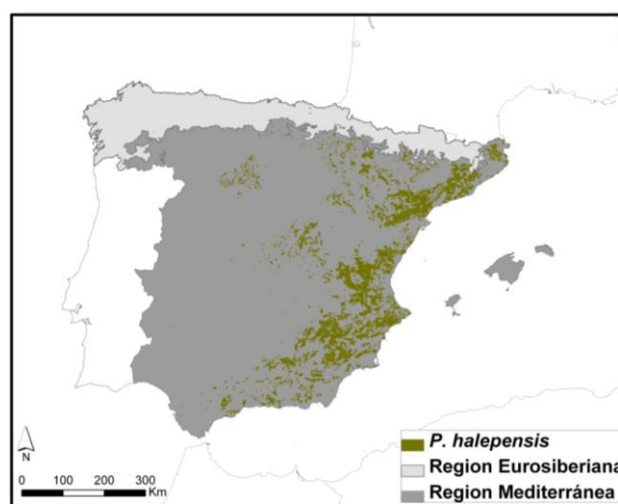 P. halepensis
Region Eurosiberiana
Region Mediterránea
N
0 100 200 300
Km